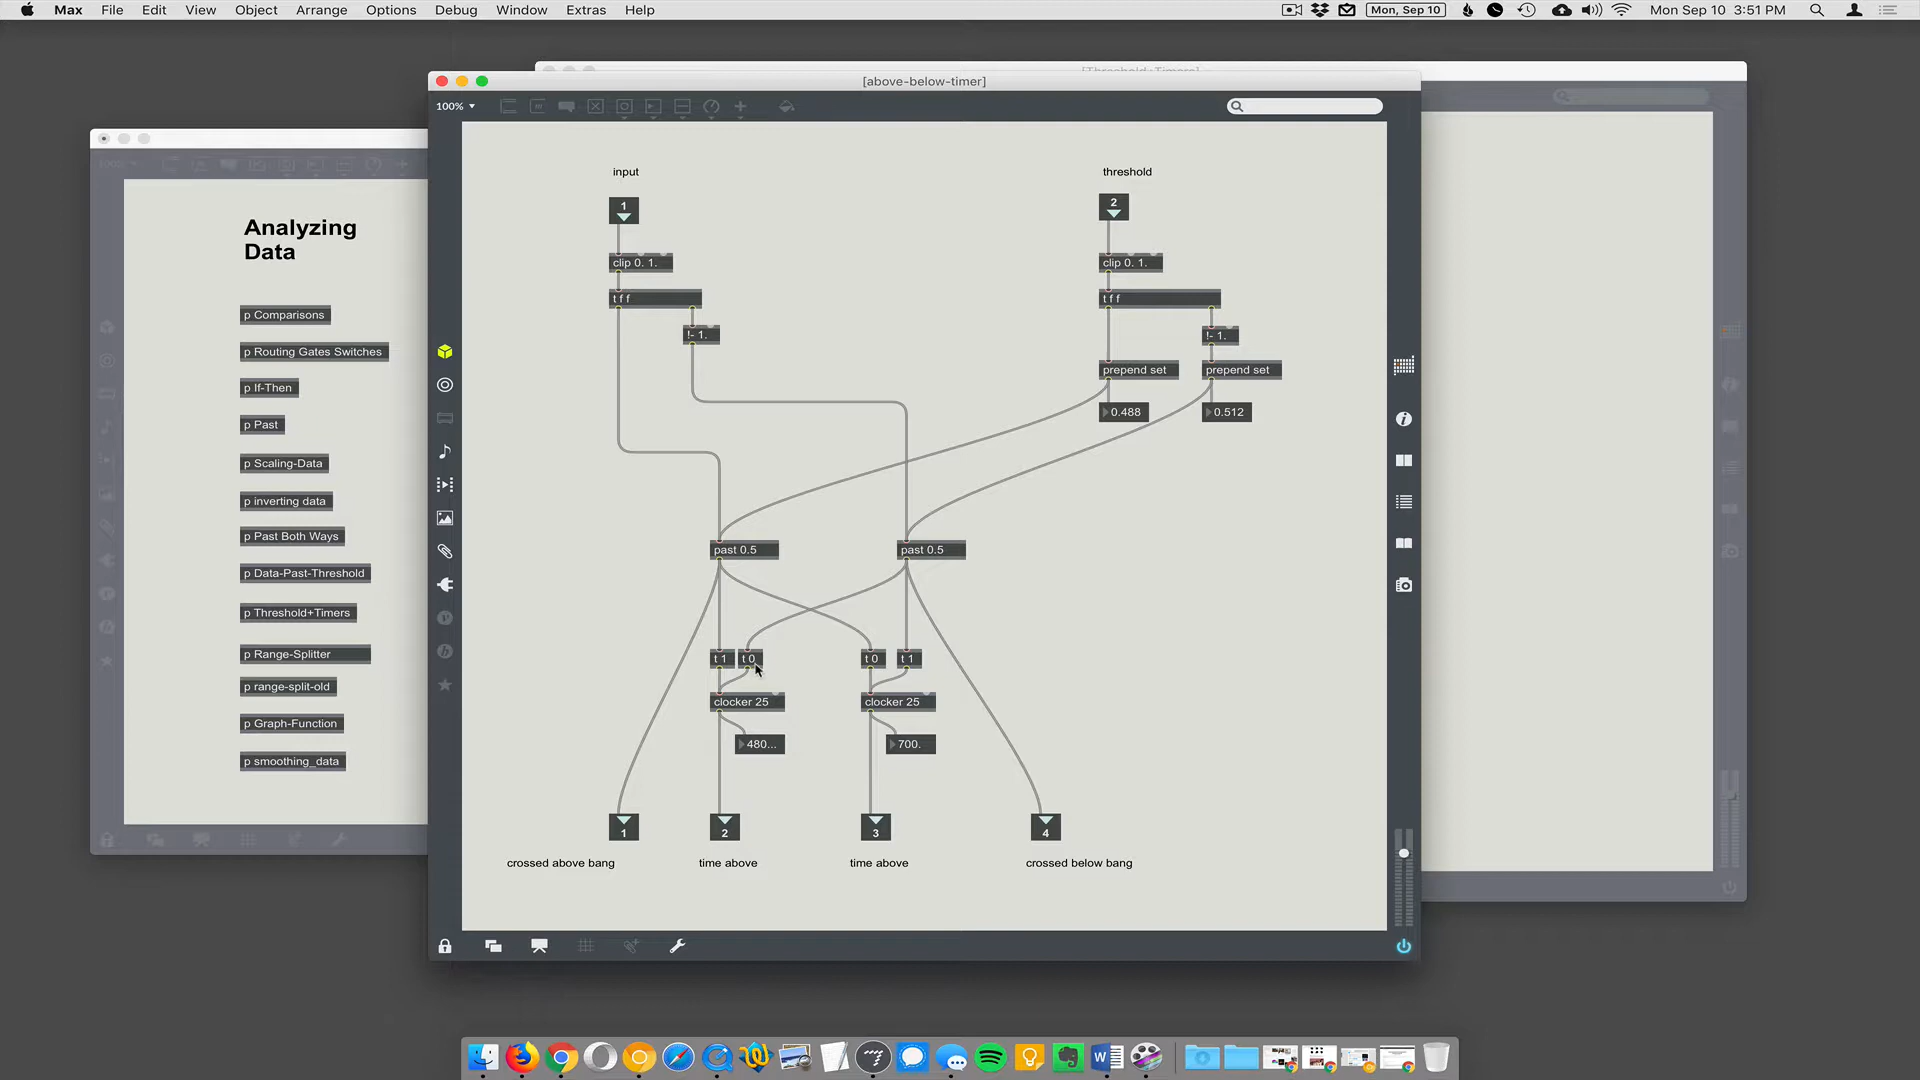 Max File Edit View Object Arrange Options Debug Window Extras Help
Mon, Sep 10
Mon Sep 10 3:51 PM
[above-below-timer]
100%
input
threshold
1
2
clip 0. 1.
clip 0. 1.
t f f
t f f
!- 1.
!- 1.
prepend set
prepend set
0.488
0.512
past 0.5
past 0.5
t 1
t 0
t 0
t 1
clocker 25
clocker 25
480...
700.
1
2
3
4
crossed above bang
time above
time above
crossed below bang
Analyzing
Data
p Comparisons
p Routing Gates Switches
p If-Then
p Past
p Scaling-Data
p inverting data
p Past Both Ways
p Data-Past-Threshold
p Threshold+Timers
p Range-Splitter
p range-split-old
p Graph-Function
p smoothing_data